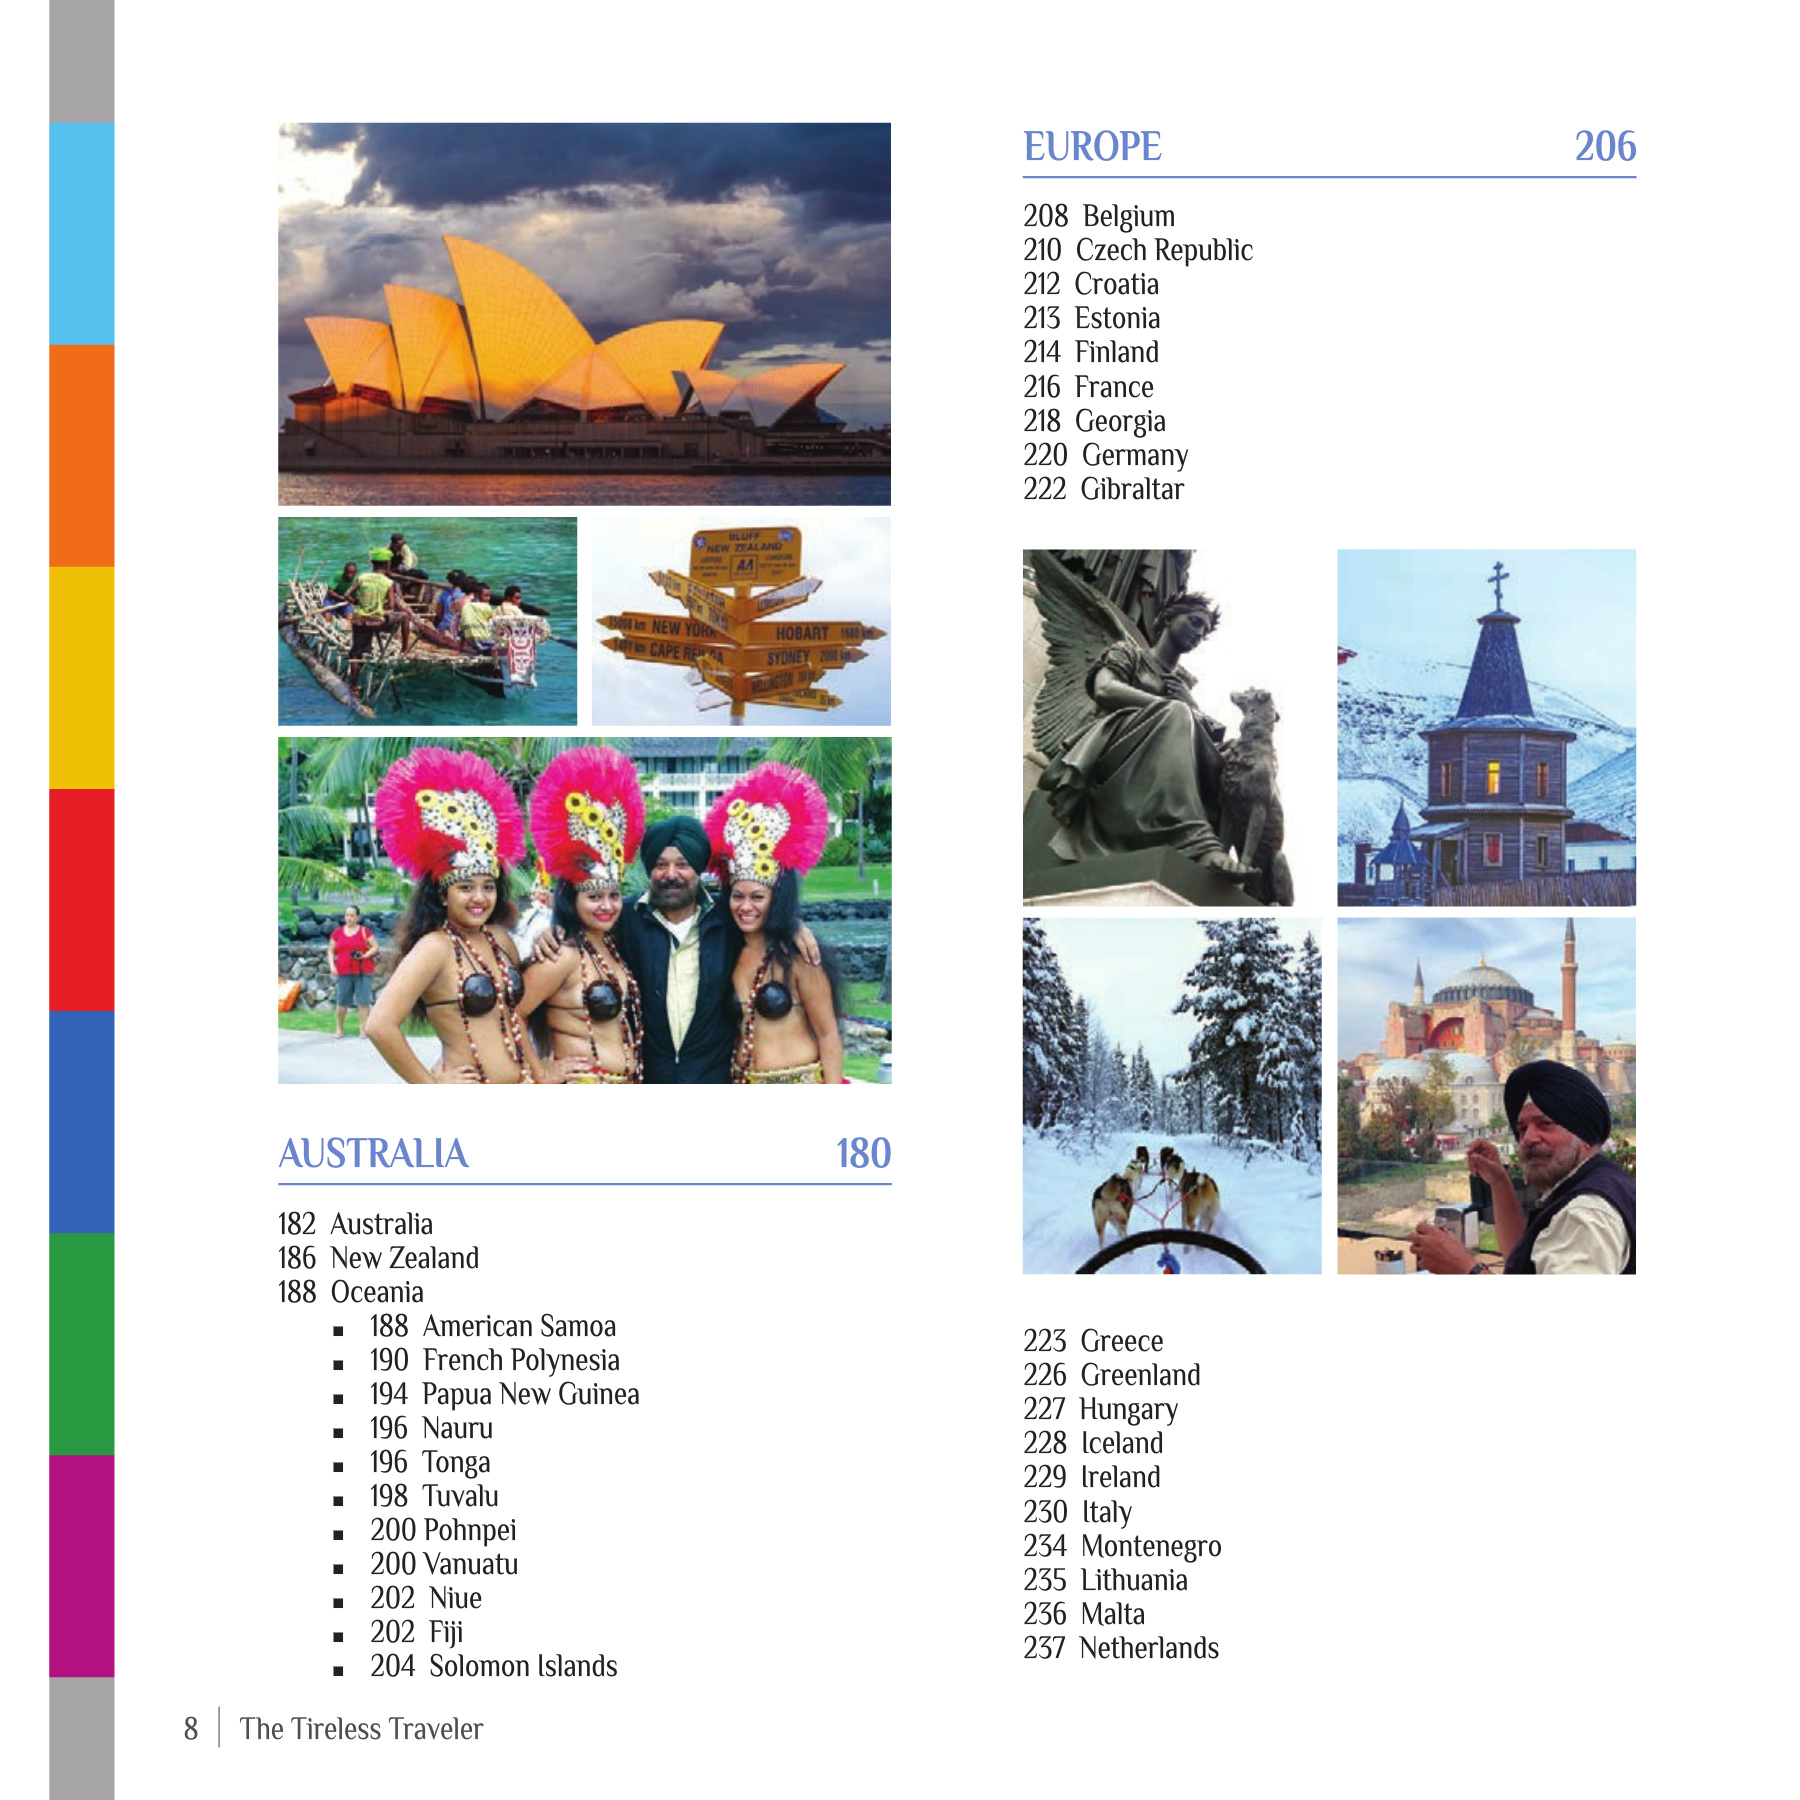 BLUFF
NEW ZEALAND
AA
EQUATOR
NEW YORK
HOBART
CAPE REINGA
SYDNEY 2000 km
WELLINGTON
AUSTRALIA 180
182 Australia
186 New Zealand
188 Oceania
▪ 188 American Samoa
▪ 190 French Polynesia
▪ 194 Papua New Guinea
▪ 196 Nauru
▪ 196 Tonga
▪ 198 Tuvalu
▪ 200 Pohnpei
▪ 200 Vanuatu
▪ 202 Niue
▪ 202 Fiji
▪ 204 Solomon Islands
EUROPE 206
208 Belgium
210 Czech Republic
212 Croatia
213 Estonia
214 Finland
216 France
218 Georgia
220 Germany
222 Gibraltar
223 Greece
226 Greenland
227 Hungary
228 Iceland
229 Ireland
230 Italy
234 Montenegro
235 Lithuania
236 Malta
237 Netherlands
8 | The Tireless Traveler